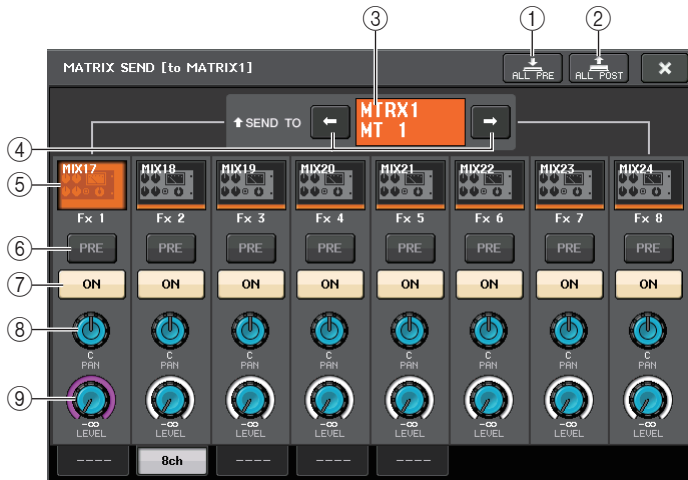 ① ②
③
MATRIX SEND [to MATRIX1] ALL PRE ALL POST ×
SEND TO MTRX1
MT 1
④
⑤ MIX17 MIX18 MIX19 MIX20 MIX21 MIX22 MIX23 MIX24
Fx 1 Fx 2 Fx 3 Fx 4 Fx 5 Fx 6 Fx 7 Fx 8
⑥ PRE PRE PRE PRE PRE PRE PRE PRE
⑦ ON ON ON ON ON ON ON ON
⑧
C C C C C C C C
PAN PAN PAN PAN PAN PAN PAN PAN
⑨
-∞ -∞ -∞ -∞ -∞ -∞ -∞ -∞
LEVEL LEVEL LEVEL LEVEL LEVEL LEVEL LEVEL LEVEL
---- 8ch ---- ---- ----